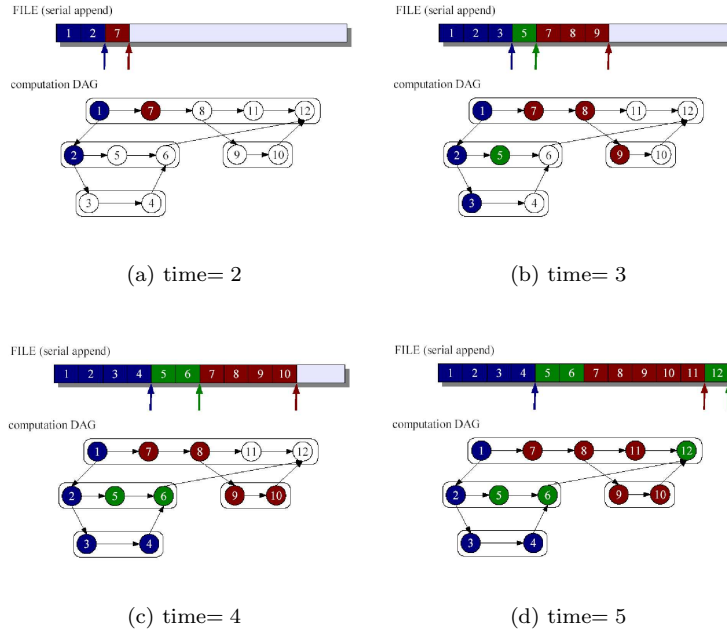 FILE (serial append)
1 2 7
computation DAG
1 7 8 11 12
2 5 6 9 10
3 4
(a) time= 2
FILE (serial append)
1 2 3 5 7 8 9
computation DAG
1 7 8 11 12
2 5 6 9 10
3 4
(b) time= 3
FILE (serial append)
1 2 3 4 5 6 7 8 9 10
computation DAG
1 7 8 11 12
2 5 6 9 10
3 4
(c) time= 4
FILE (serial append)
1 2 3 4 5 6 7 8 9 10 11 12
computation DAG
1 7 8 11 12
2 5 6 9 10
3 4
(d) time= 5